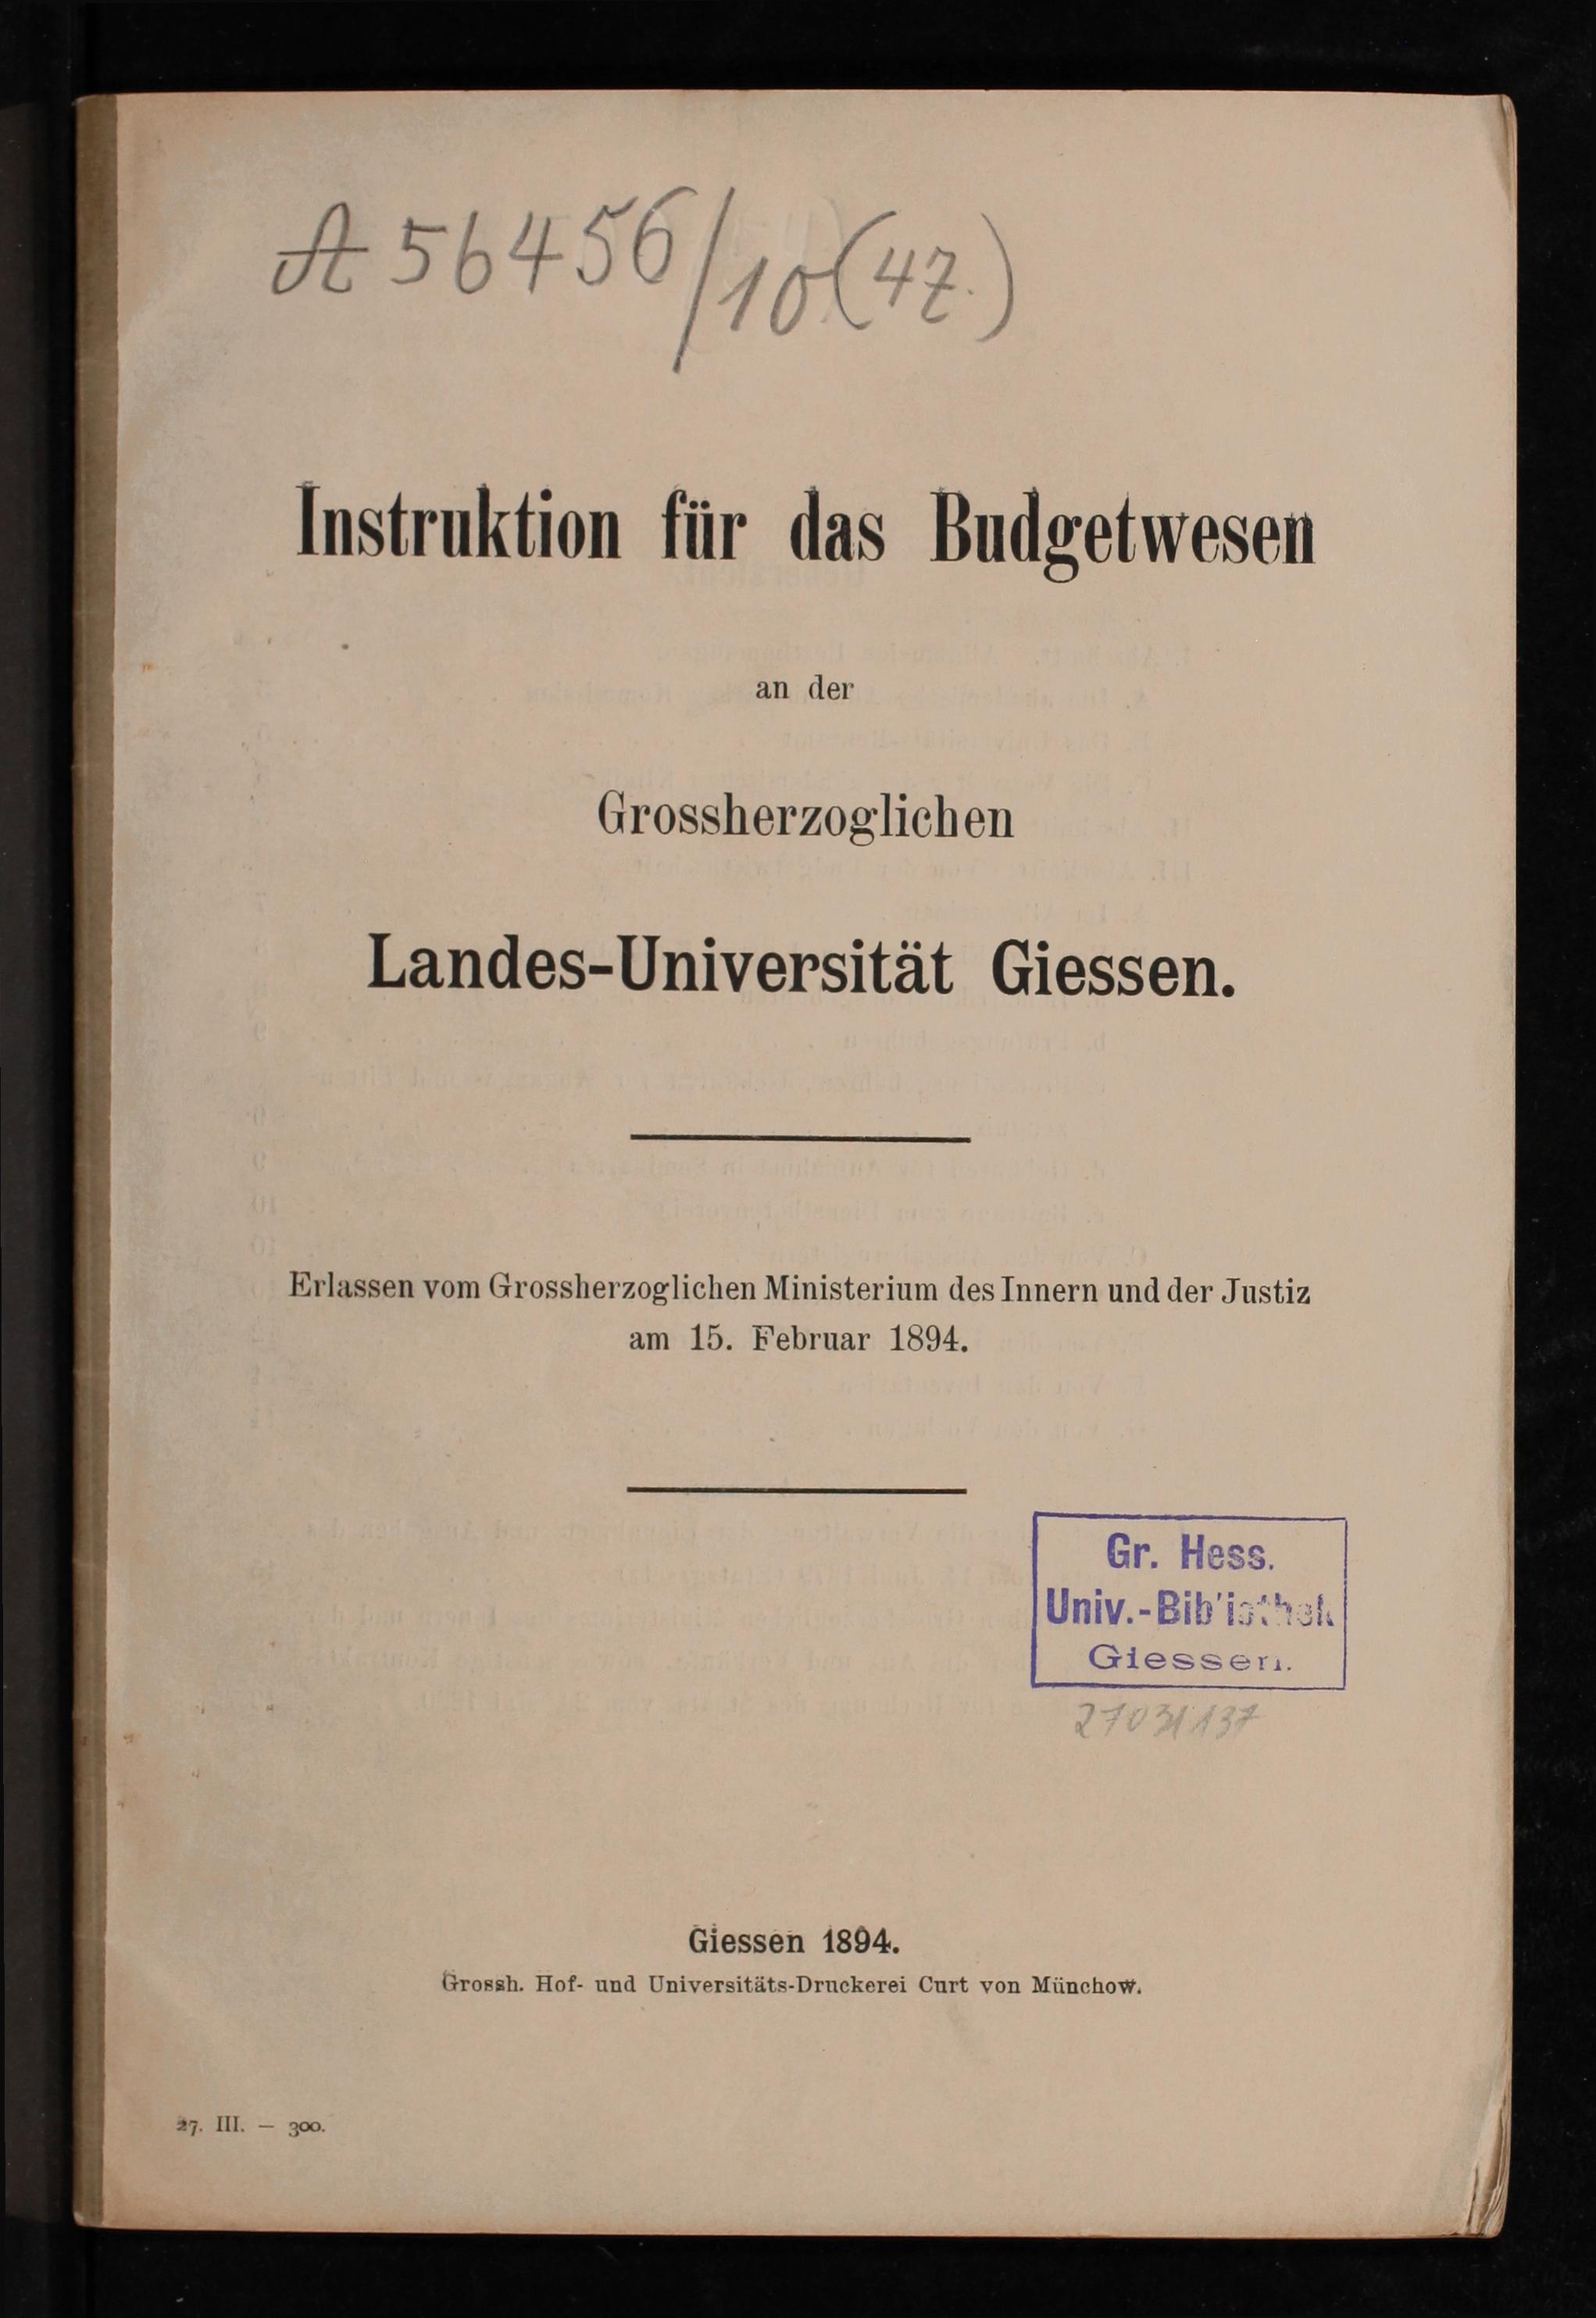 A 56456/10(47.)
Instruktion für das Budgetwesen
an der
Grossherzoglichen
Landes-Universität Giessen.
Erlassen vom Grossherzoglichen Ministerium des Innern und der Justiz
am 15. Februar 1894.
Gr. Hess.
Univ.-Bibliothek
Giessen.
Giessen 1894.
Grossh. Hof- und Universitäts-Druckerei Curt von Münchow.
27. III. — 300.